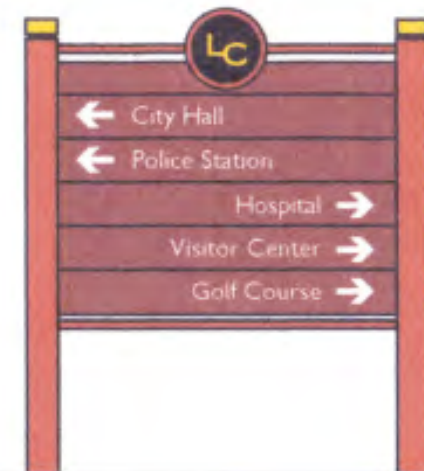 LC
City Hall
Police Station
Hospital
Visitor Center
Golf Course